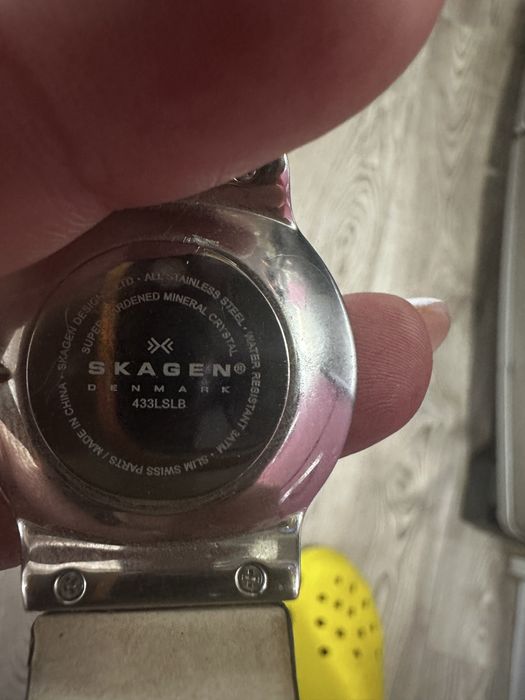 SKAGEN DESIGNS LTD · ALL STAINLESS STEEL · WATER RESISTANT 3ATM · SLIM SWISS PARTS / MADE IN CHINA ·
SUPER HARDENED MINERAL CRYSTAL
SKAGEN®
DENMARK
433LSLB